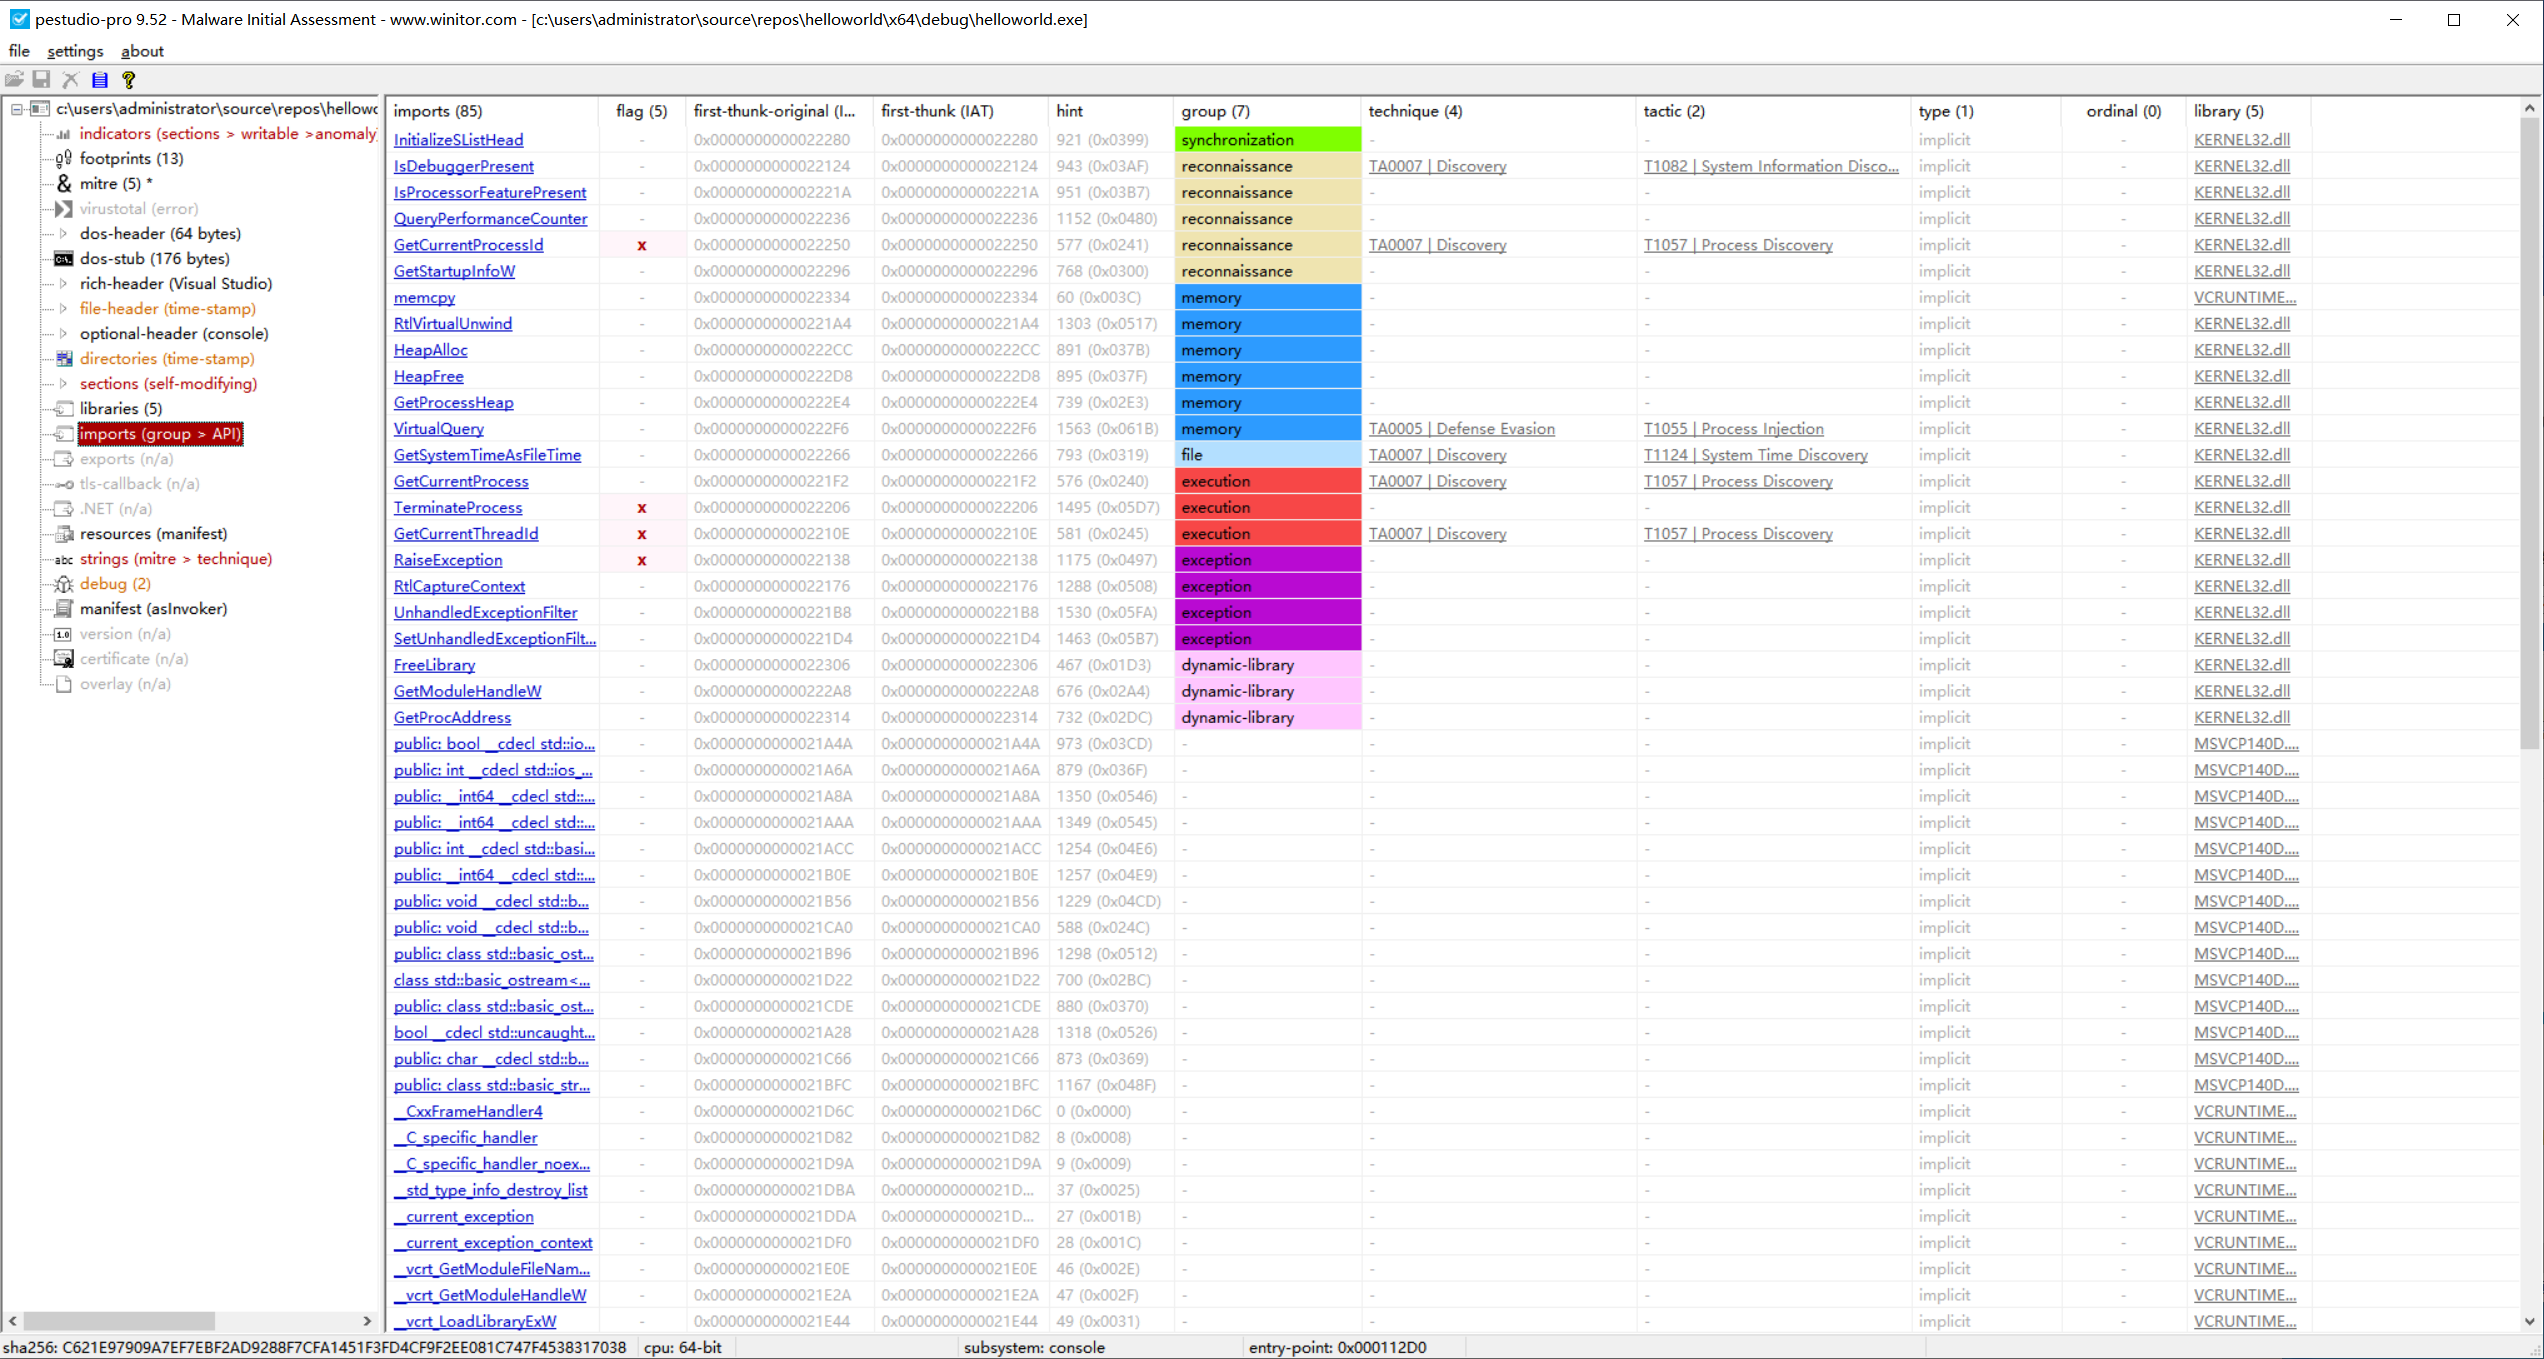 pestudio-pro 9.52 - Malware Initial Assessment - www.winitor.com - [c:\users\administrator\source\repos\helloworld\x64\debug\helloworld.exe]
file settings about
c:\users\administrator\source\repos\hellowc
indicators (sections > writable >anomaly)
footprints (13)
mitre (5) *
virustotal (error)
dos-header (64 bytes)
dos-stub (176 bytes)
rich-header (Visual Studio)
file-header (time-stamp)
optional-header (console)
directories (time-stamp)
sections (self-modifying)
libraries (5)
imports (group > API)
exports (n/a)
tls-callback (n/a)
.NET (n/a)
resources (manifest)
abc strings (mitre > technique)
debug (2)
manifest (asInvoker)
1.0 version (n/a)
certificate (n/a)
overlay (n/a)
imports (85) flag (5) first-thunk-original (I... first-thunk (IAT) hint group (7) technique (4) tactic (2) type (1) ordinal (0) library (5)
InitializeSListHead - 0x0000000000022280 0x0000000000022280 921 (0x0399) synchronization - - implicit - KERNEL32.dll
IsDebuggerPresent - 0x0000000000022124 0x0000000000022124 943 (0x03AF) reconnaissance TA0007 | Discovery T1082 | System Information Disco... implicit - KERNEL32.dll
IsProcessorFeaturePresent - 0x000000000002221A 0x000000000002221A 951 (0x03B7) reconnaissance - - implicit - KERNEL32.dll
QueryPerformanceCounter - 0x0000000000022236 0x0000000000022236 1152 (0x0480) reconnaissance - - implicit - KERNEL32.dll
GetCurrentProcessId x 0x0000000000022250 0x0000000000022250 577 (0x0241) reconnaissance TA0007 | Discovery T1057 | Process Discovery implicit - KERNEL32.dll
GetStartupInfoW - 0x0000000000022296 0x0000000000022296 768 (0x0300) reconnaissance - - implicit - KERNEL32.dll
memcpy - 0x0000000000022334 0x0000000000022334 60 (0x003C) memory - - implicit - VCRUNTIME...
RtlVirtualUnwind - 0x00000000000221A4 0x00000000000221A4 1303 (0x0517) memory - - implicit - KERNEL32.dll
HeapAlloc - 0x00000000000222CC 0x00000000000222CC 891 (0x037B) memory - - implicit - KERNEL32.dll
HeapFree - 0x00000000000222D8 0x00000000000222D8 895 (0x037F) memory - - implicit - KERNEL32.dll
GetProcessHeap - 0x00000000000222E4 0x00000000000222E4 739 (0x02E3) memory - - implicit - KERNEL32.dll
VirtualQuery - 0x00000000000222F6 0x00000000000222F6 1563 (0x061B) memory TA0005 | Defense Evasion T1055 | Process Injection implicit - KERNEL32.dll
GetSystemTimeAsFileTime - 0x0000000000022266 0x0000000000022266 793 (0x0319) file TA0007 | Discovery T1124 | System Time Discovery implicit - KERNEL32.dll
GetCurrentProcess - 0x00000000000221F2 0x00000000000221F2 576 (0x0240) execution TA0007 | Discovery T1057 | Process Discovery implicit - KERNEL32.dll
TerminateProcess x 0x0000000000022206 0x0000000000022206 1495 (0x05D7) execution - - implicit - KERNEL32.dll
GetCurrentThreadId x 0x000000000002210E 0x000000000002210E 581 (0x0245) execution TA0007 | Discovery T1057 | Process Discovery implicit - KERNEL32.dll
RaiseException x 0x0000000000022138 0x0000000000022138 1175 (0x0497) exception - - implicit - KERNEL32.dll
RtlCaptureContext - 0x0000000000022176 0x0000000000022176 1288 (0x0508) exception - - implicit - KERNEL32.dll
UnhandledExceptionFilter - 0x00000000000221B8 0x00000000000221B8 1530 (0x05FA) exception - - implicit - KERNEL32.dll
SetUnhandledExceptionFilt... - 0x00000000000221D4 0x00000000000221D4 1463 (0x05B7) exception - - implicit - KERNEL32.dll
FreeLibrary - 0x0000000000022306 0x0000000000022306 467 (0x01D3) dynamic-library - - implicit - KERNEL32.dll
GetModuleHandleW - 0x00000000000222A8 0x00000000000222A8 676 (0x02A4) dynamic-library - - implicit - KERNEL32.dll
GetProcAddress - 0x0000000000022314 0x0000000000022314 732 (0x02DC) dynamic-library - - implicit - KERNEL32.dll
public: bool __cdecl std::io... - 0x0000000000021A4A 0x0000000000021A4A 973 (0x03CD) - - - implicit - MSVCP140D....
public: int __cdecl std::ios_... - 0x0000000000021A6A 0x0000000000021A6A 879 (0x036F) - - - implicit - MSVCP140D....
public: __int64 __cdecl std::... - 0x0000000000021A8A 0x0000000000021A8A 1350 (0x0546) - - - implicit - MSVCP140D....
public: __int64 __cdecl std::... - 0x0000000000021AAA 0x0000000000021AAA 1349 (0x0545) - - - implicit - MSVCP140D....
public: int __cdecl std::basi... - 0x0000000000021ACC 0x0000000000021ACC 1254 (0x04E6) - - - implicit - MSVCP140D....
public: __int64 __cdecl std::... - 0x0000000000021B0E 0x0000000000021B0E 1257 (0x04E9) - - - implicit - MSVCP140D....
public: void __cdecl std::b... - 0x0000000000021B56 0x0000000000021B56 1229 (0x04CD) - - - implicit - MSVCP140D....
public: void __cdecl std::b... - 0x0000000000021CA0 0x0000000000021CA0 588 (0x024C) - - - implicit - MSVCP140D....
public: class std::basic_ost... - 0x0000000000021B96 0x0000000000021B96 1298 (0x0512) - - - implicit - MSVCP140D....
class std::basic_ostream<... - 0x0000000000021D22 0x0000000000021D22 700 (0x02BC) - - - implicit - MSVCP140D....
public: class std::basic_ost... - 0x0000000000021CDE 0x0000000000021CDE 880 (0x0370) - - - implicit - MSVCP140D....
bool __cdecl std::uncaught... - 0x0000000000021A28 0x0000000000021A28 1318 (0x0526) - - - implicit - MSVCP140D....
public: char __cdecl std::b... - 0x0000000000021C66 0x0000000000021C66 873 (0x0369) - - - implicit - MSVCP140D....
public: class std::basic_str... - 0x0000000000021BFC 0x0000000000021BFC 1167 (0x048F) - - - implicit - MSVCP140D....
__CxxFrameHandler4 - 0x0000000000021D6C 0x0000000000021D6C 0 (0x0000) - - - implicit - VCRUNTIME...
__C_specific_handler - 0x0000000000021D82 0x0000000000021D82 8 (0x0008) - - - implicit - VCRUNTIME...
__C_specific_handler_noex... - 0x0000000000021D9A 0x0000000000021D9A 9 (0x0009) - - - implicit - VCRUNTIME...
__std_type_info_destroy_list - 0x0000000000021DBA 0x0000000000021D... 37 (0x0025) - - - implicit - VCRUNTIME...
__current_exception - 0x0000000000021DDA 0x0000000000021D... 27 (0x001B) - - - implicit - VCRUNTIME...
__current_exception_context - 0x0000000000021DF0 0x0000000000021DF0 28 (0x001C) - - - implicit - VCRUNTIME...
__vcrt_GetModuleFileNam... - 0x0000000000021E0E 0x0000000000021E0E 46 (0x002E) - - - implicit - VCRUNTIME...
__vcrt_GetModuleHandleW - 0x0000000000021E2A 0x0000000000021E2A 47 (0x002F) - - - implicit - VCRUNTIME...
__vcrt_LoadLibraryExW - 0x0000000000021E44 0x0000000000021E44 49 (0x0031) - - - implicit - VCRUNTIME...
sha256: C621E97909A7EF7EBF2AD9288F7CFA1451F3FD4CF9F2EE081C747F4538317038 cpu: 64-bit subsystem: console entry-point: 0x000112D0